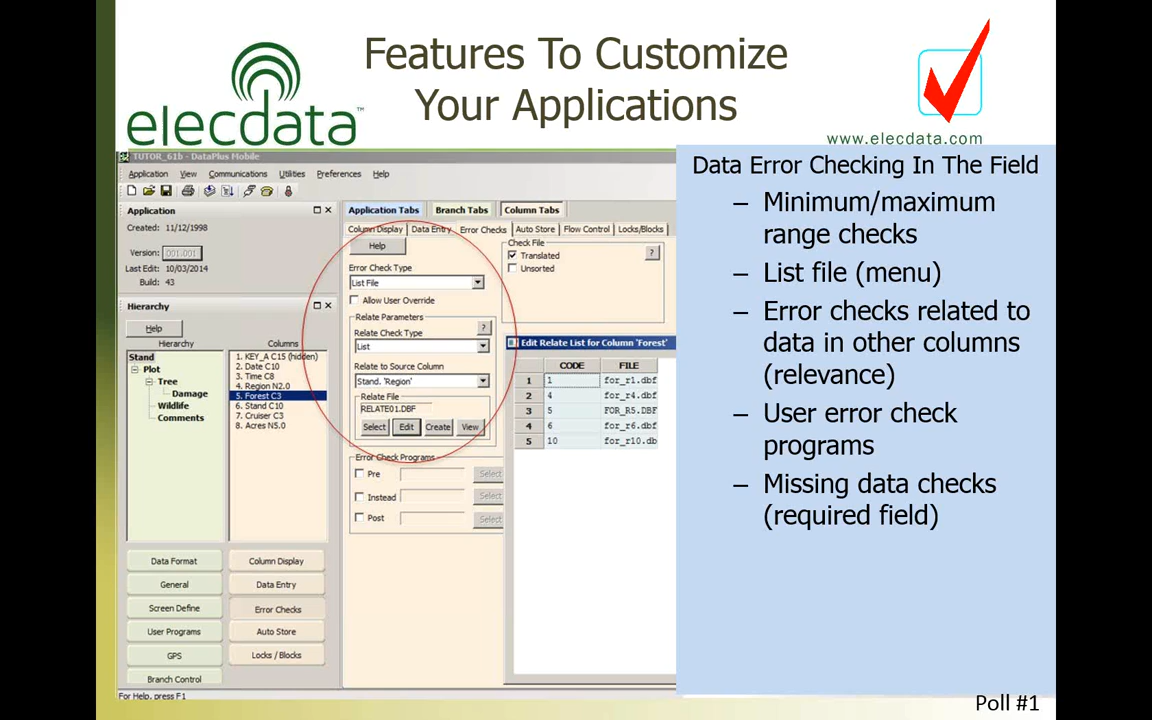 Features To Customize
Your Applications
elecdata™
www.elecdata.com
TUTOR_61b - DataPlus Mobile
Application View Communications Utilities Preferences Help
Application
Created: 11/12/1998
Version: 001.001
Last Edit: 10/03/2014
Build: 43
Hierarchy
Help
Hierarchy Columns
Stand
Plot
Tree
Damage
Wildlife
Comments
1. KEY_A C15 (hidden)
2. Date C10
3. Time C8
4. Region N2.0
5. Forest C3
6. Stand C10
7. Cruiser C3
8. Acres N5.0
Data Format Column Display
General Data Entry
Screen Define Error Checks
User Programs Auto Store
GPS Locks / Blocks
Branch Control
For Help, press F1
Application Tabs Branch Tabs Column Tabs
Column Display Data Entry Error Checks Auto Store Flow Control Locks/Blocks
Help
Error Check Type
List File
Allow User Override
Relate Parameters
?
Relate Check Type
List
Relate to Source Column
Stand. 'Region'
Relate File
RELATE01.DBF
Select Edit Create View
Error Check Programs
Pre Select
Instead Select
Post Select
Check File
Translated ?
Unsorted
Edit Relate List for Column 'Forest'
CODE FILE
1 1 for_r1.dbf
2 4 for_r4.dbf
3 5 FOR_R5.DBF
4 6 for_r6.dbf
5 10 for_r10.db
Data Error Checking In The Field
– Minimum/maximum
range checks
– List file (menu)
– Error checks related to
data in other columns
(relevance)
– User error check
programs
– Missing data checks
(required field)
Poll #1